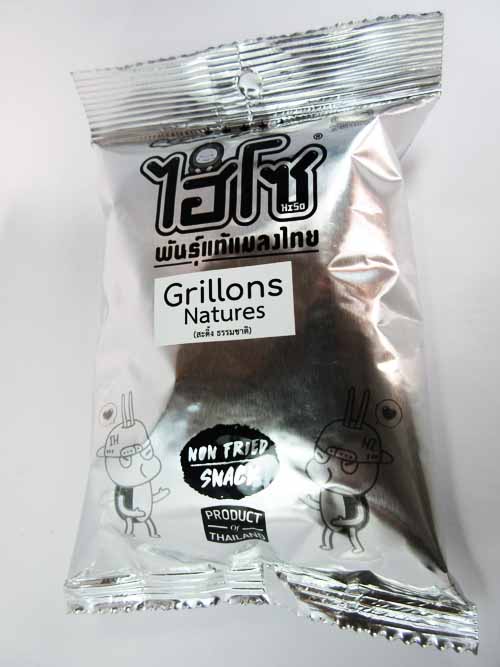 ไฮโซ®
HiSo
พันธุ์แท้แมลงไทย
Grillons
Natures
(สะดิ้ง ธรรมชาติ)
NON FRIED
SNACK
PRODUCT
OF
THAILAND